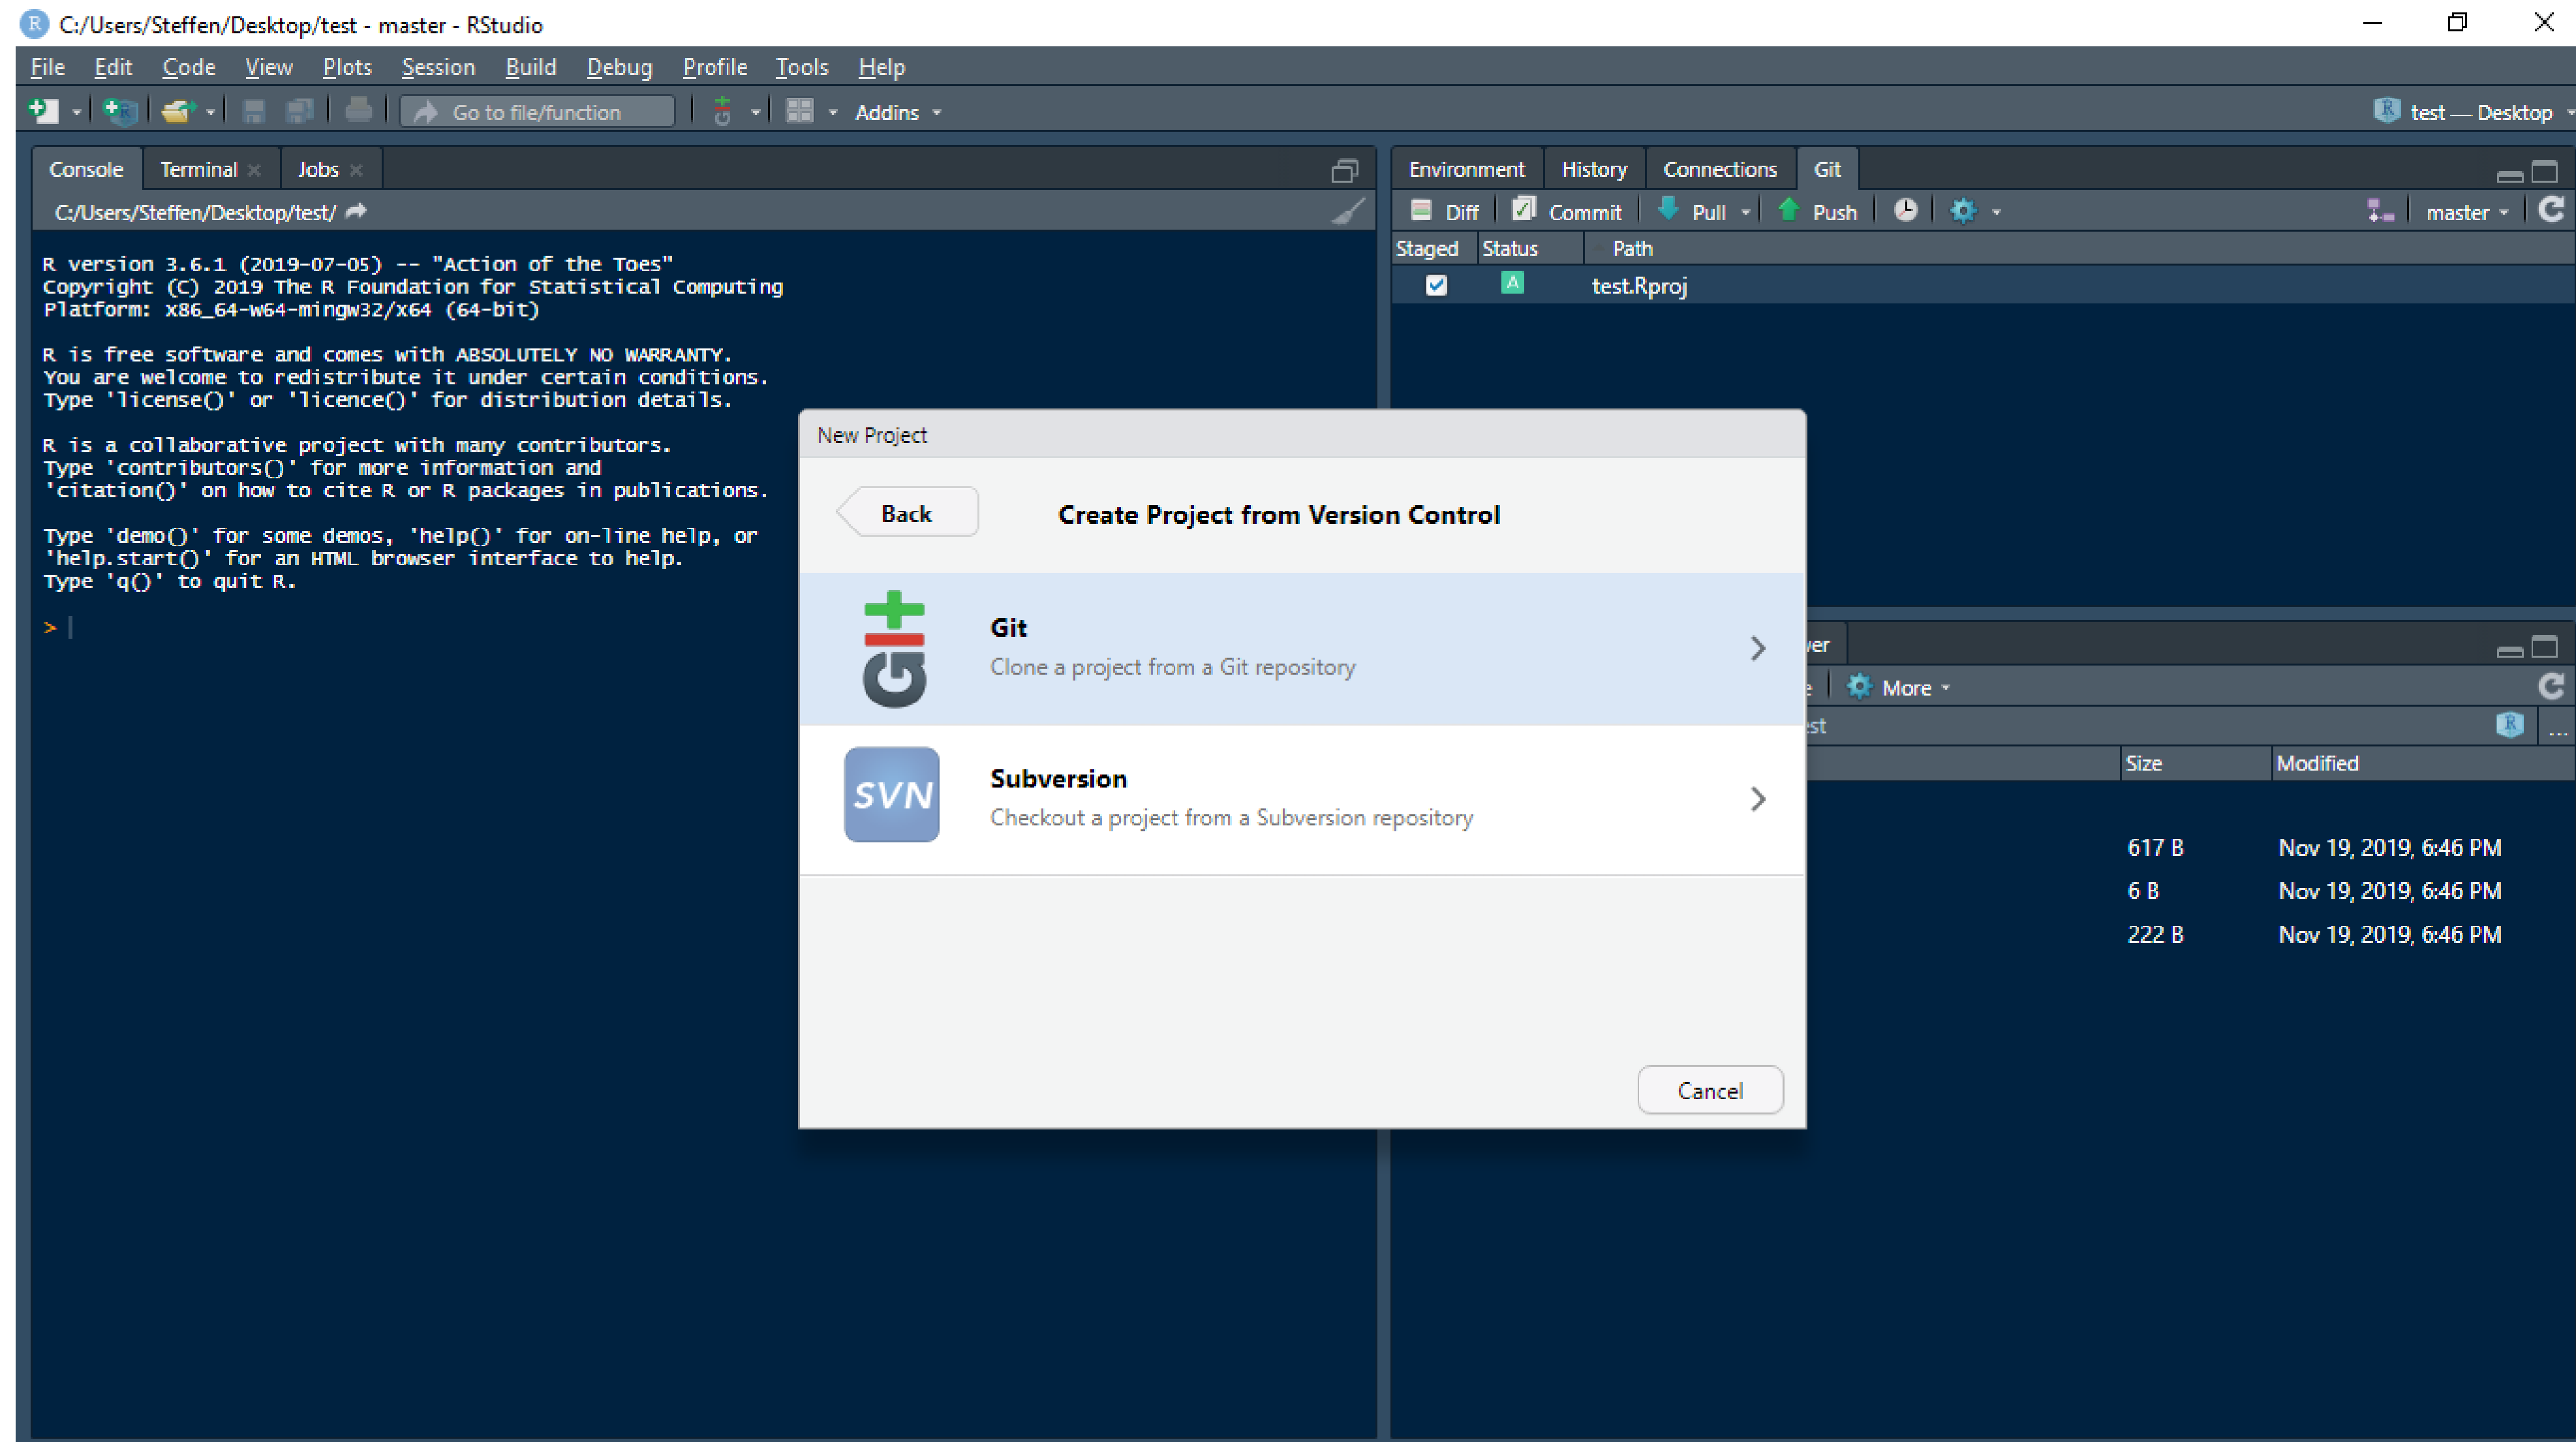 C:/Users/Steffen/Desktop/test - master - RStudio
File Edit Code View Plots Session Build Debug Profile Tools Help
Go to file/function Addins test — Desktop
Console Terminal Jobs
C:/Users/Steffen/Desktop/test/
R version 3.6.1 (2019-07-05) -- "Action of the Toes"
Copyright (C) 2019 The R Foundation for Statistical Computing
Platform: x86_64-w64-mingw32/x64 (64-bit)
R is free software and comes with ABSOLUTELY NO WARRANTY.
You are welcome to redistribute it under certain conditions.
Type 'license()' or 'licence()' for distribution details.
R is a collaborative project with many contributors.
Type 'contributors()' for more information and
'citation()' on how to cite R or R packages in publications.
Type 'demo()' for some demos, 'help()' for on-line help, or
'help.start()' for an HTML browser interface to help.
Type 'q()' to quit R.
>
Environment History Connections Git
Diff Commit Pull Push master
Staged Status Path
A test.Rproj
New Project
Back Create Project from Version Control
git
Git
Clone a project from a Git repository
SVN
Subversion
Checkout a project from a Subversion repository
Cancel
More
...
Size Modified
617 B Nov 19, 2019, 6:46 PM
6 B Nov 19, 2019, 6:46 PM
222 B Nov 19, 2019, 6:46 PM